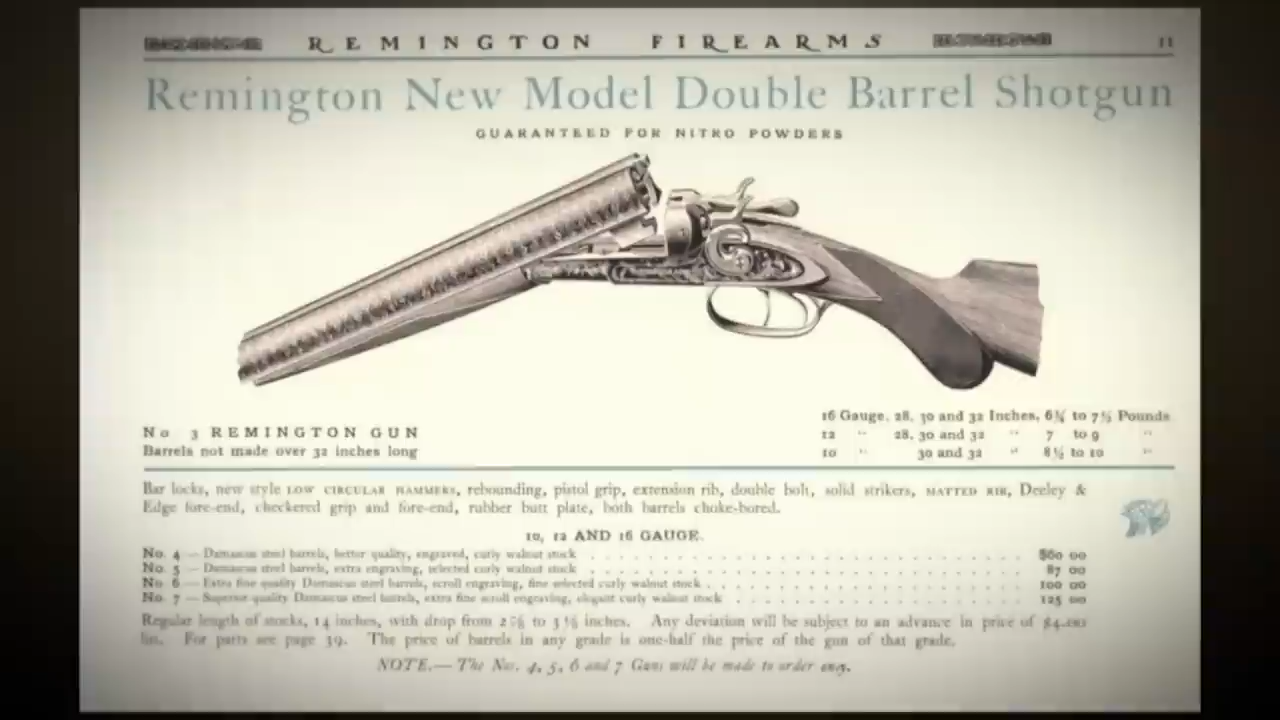 REMINGTON FIREARMS 11
Remington New Model Double Barrel Shotgun
GUARANTEED FOR NITRO POWDERS
16 Gauge, 28, 30 and 32 Inches, 6¾ to 7½ Pounds
No 3 REMINGTON GUN
12 " 28, 30 and 32 " 7 to 9 "
Barrels not made over 32 inches long
10 " 30 and 32 " 8½ to 10 "
Bar locks, new style LOW CIRCULAR HAMMERS, rebounding, pistol grip, extension rib, double bolt, solid strikers, MATTED RIB, Deeley &
Edge fore-end, checkered grip and fore-end, rubber butt plate, both barrels choke-bored.
10, 12 AND 16 GAUGE.
No. 4 — Damascus steel barrels, better quality, engraved, curly walnut stock $60 00
No. 5 — Damascus steel barrels, extra engraving, selected curly walnut stock 87 00
No. 6 — Extra fine quality Damascus steel barrels, scroll engraving, fine selected curly walnut stock 100 00
No. 7 — Superior quality Damascus steel barrels, extra fine scroll engraving, elegant curly walnut stock 125 00
Regular length of stocks, 14 inches, with drop from to inches. Any deviation will be subject to an advance in price of $4.00
list. For parts see page 39. The price of barrels in any grade is one-half the price of the gun of that grade.
NOTE.— The Nos. 4, 5, 6 and 7 Guns will be made to order only.